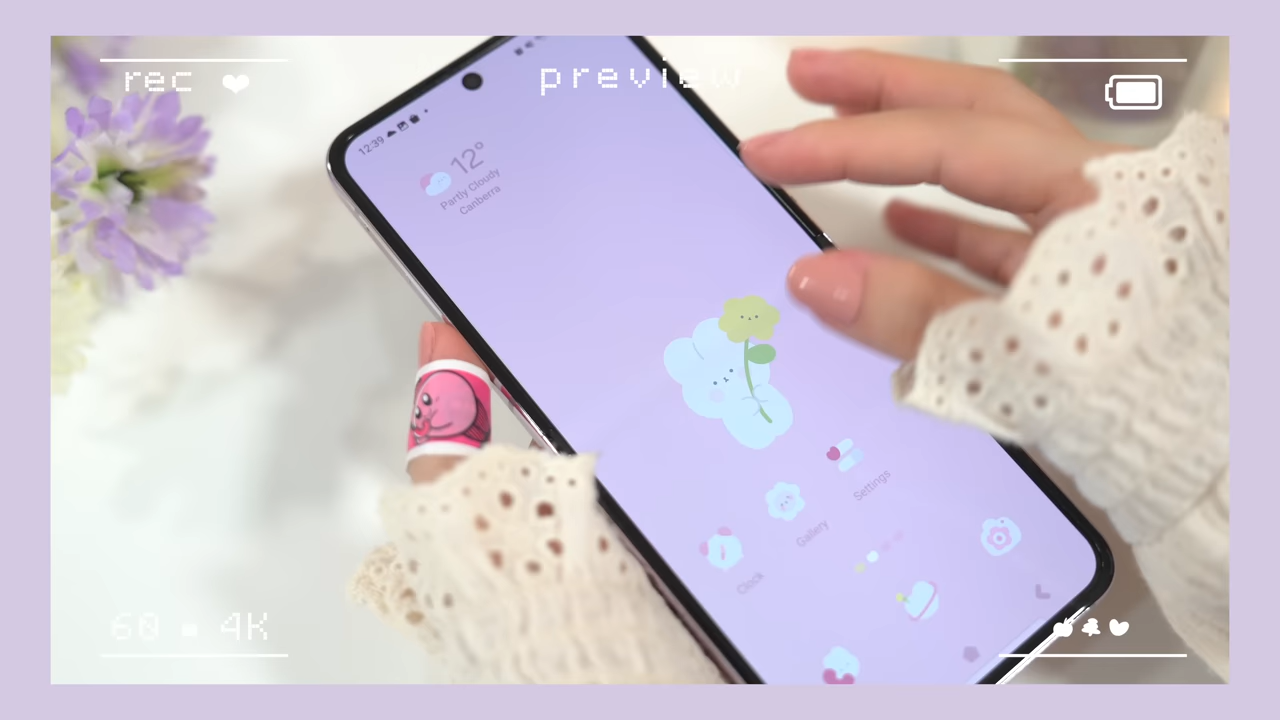 rec
preview
12:39
12°
Partly Cloudy
Canberra
Settings
Gallery
Clock
60 4K